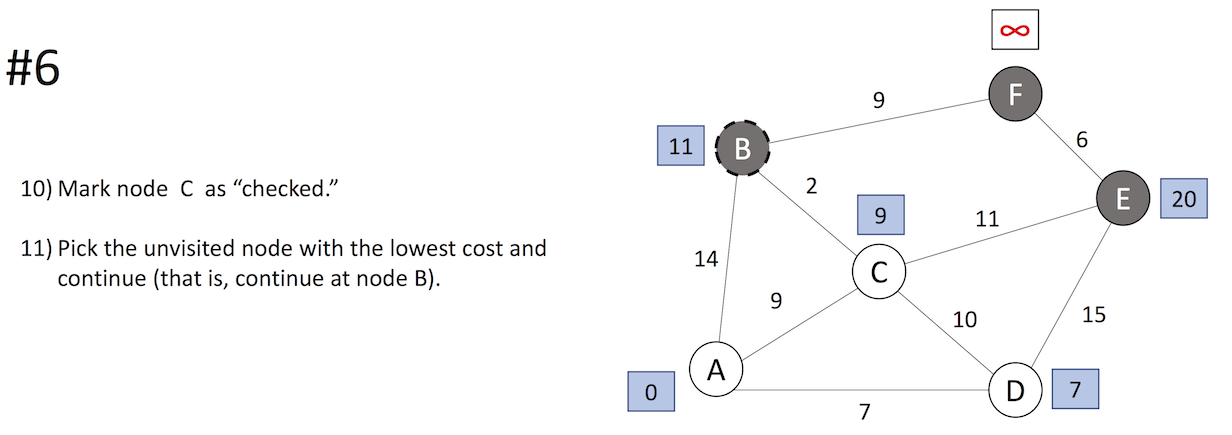 #6
10) Mark node C as “checked.”
11) Pick the unvisited node with the lowest cost and
continue (that is, continue at node B).
∞
F
9
6
11
B
2
E
20
9
11
14
C
9
10
15
A
0
D
7
7